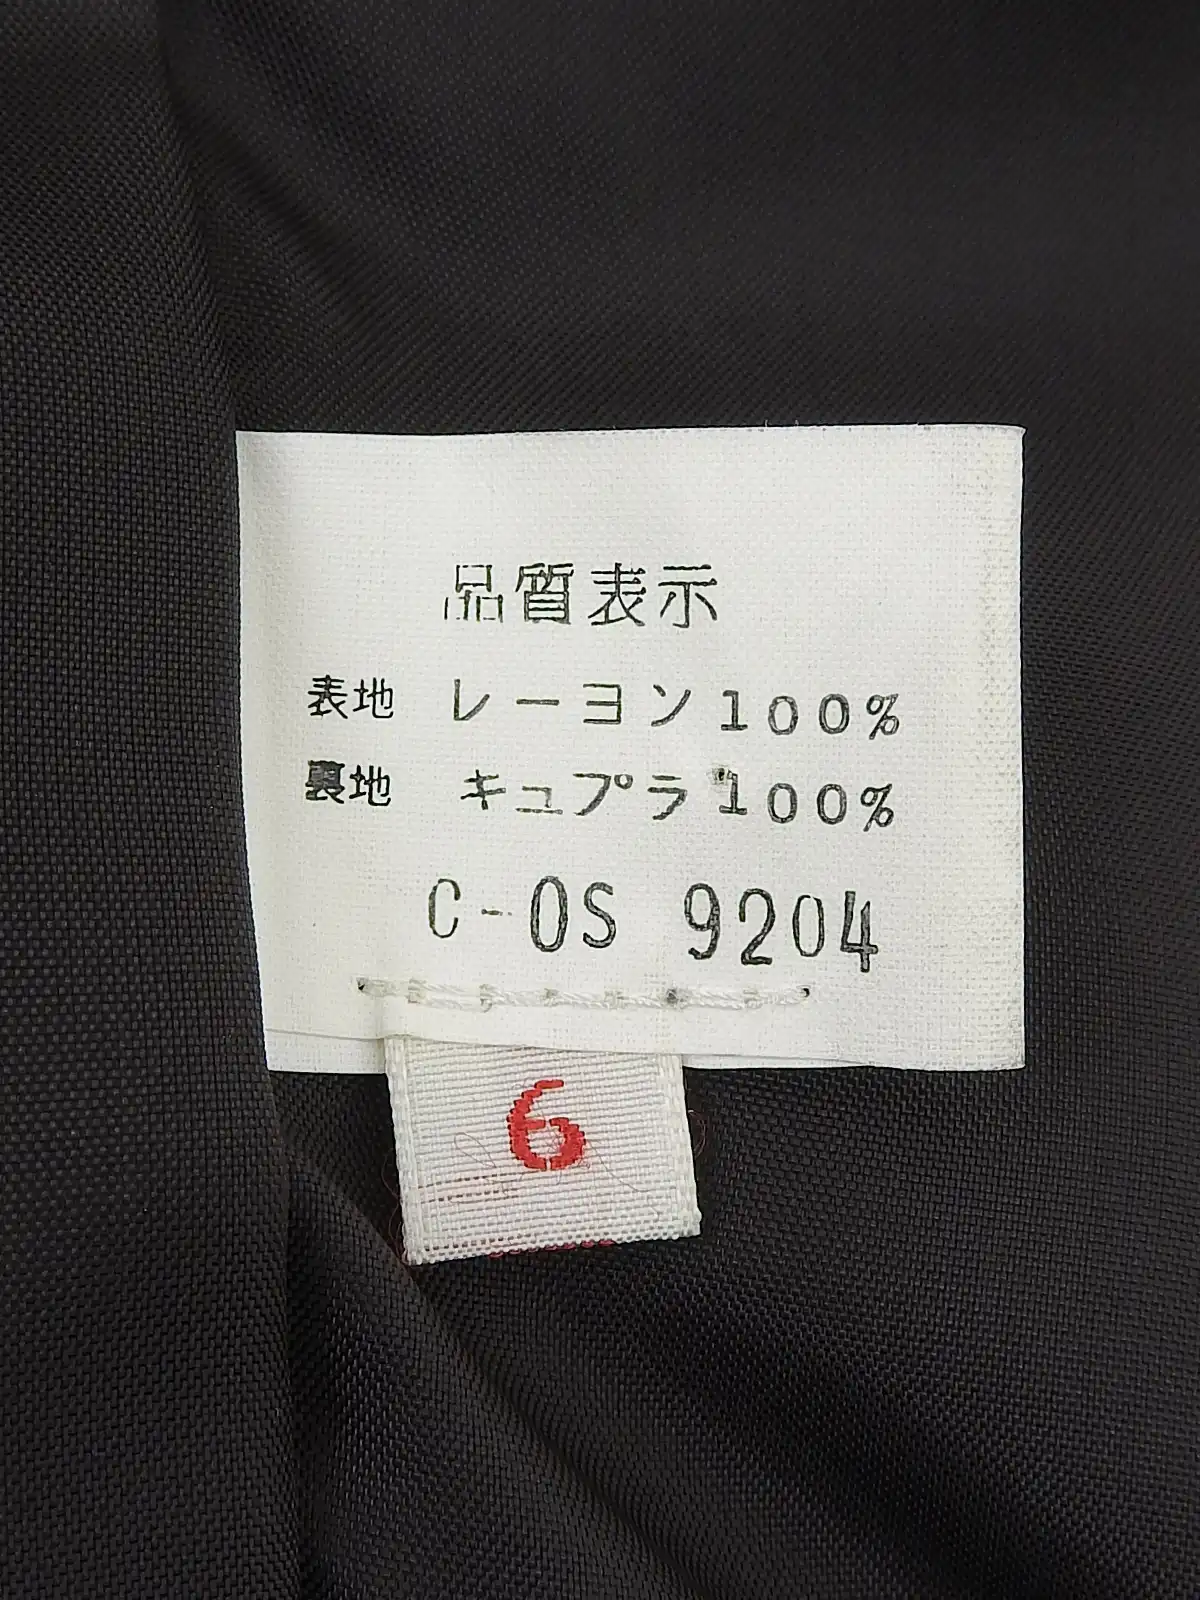 品質表示
表地 レーヨン100%
裏地 キュプラ100%
C-OS 9204
6